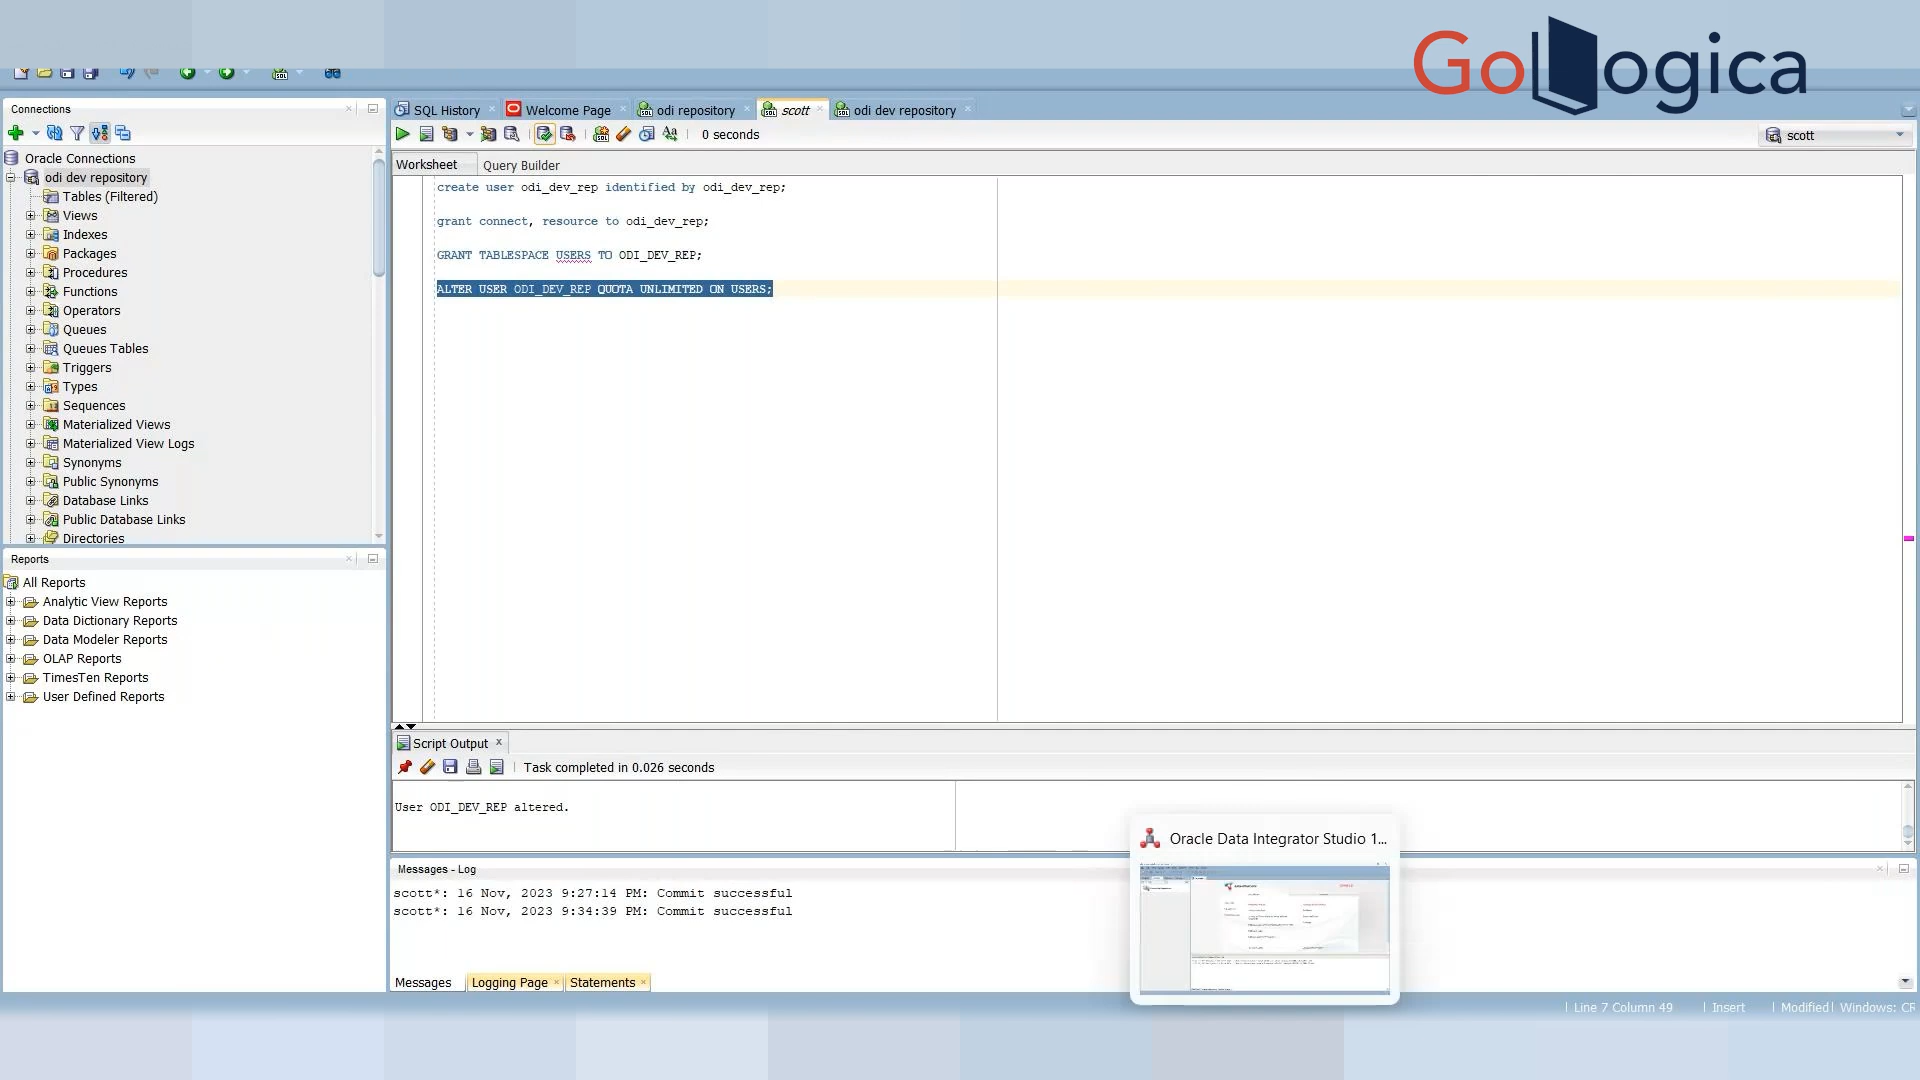 GoLogica
Connections
SQL History
Welcome Page
odi repository
scott
odi dev repository
0 seconds
scott
Worksheet
Query Builder
Oracle Connections
odi dev repository
Tables (Filtered)
Views
Indexes
Packages
Procedures
Functions
Operators
Queues
Queues Tables
Triggers
Types
Sequences
Materialized Views
Materialized View Logs
Synonyms
Public Synonyms
Database Links
Public Database Links
Directories
create user odi_dev_rep identified by odi_dev_rep;
grant connect, resource to odi_dev_rep;
GRANT TABLESPACE USERS TO ODI_DEV_REP;
ALTER USER ODI_DEV_REP QUOTA UNLIMITED ON USERS;
Reports
All Reports
Analytic View Reports
Data Dictionary Reports
Data Modeler Reports
OLAP Reports
TimesTen Reports
User Defined Reports
Script Output
Task completed in 0.026 seconds
User ODI_DEV_REP altered.
Oracle Data Integrator Studio 1...
Messages - Log
scott*: 16 Nov, 2023 9:27:14 PM: Commit successful
scott*: 16 Nov, 2023 9:34:39 PM: Commit successful
Messages
Logging Page
Statements
Line 7 Column 49
Insert
Modified
Windows: CR